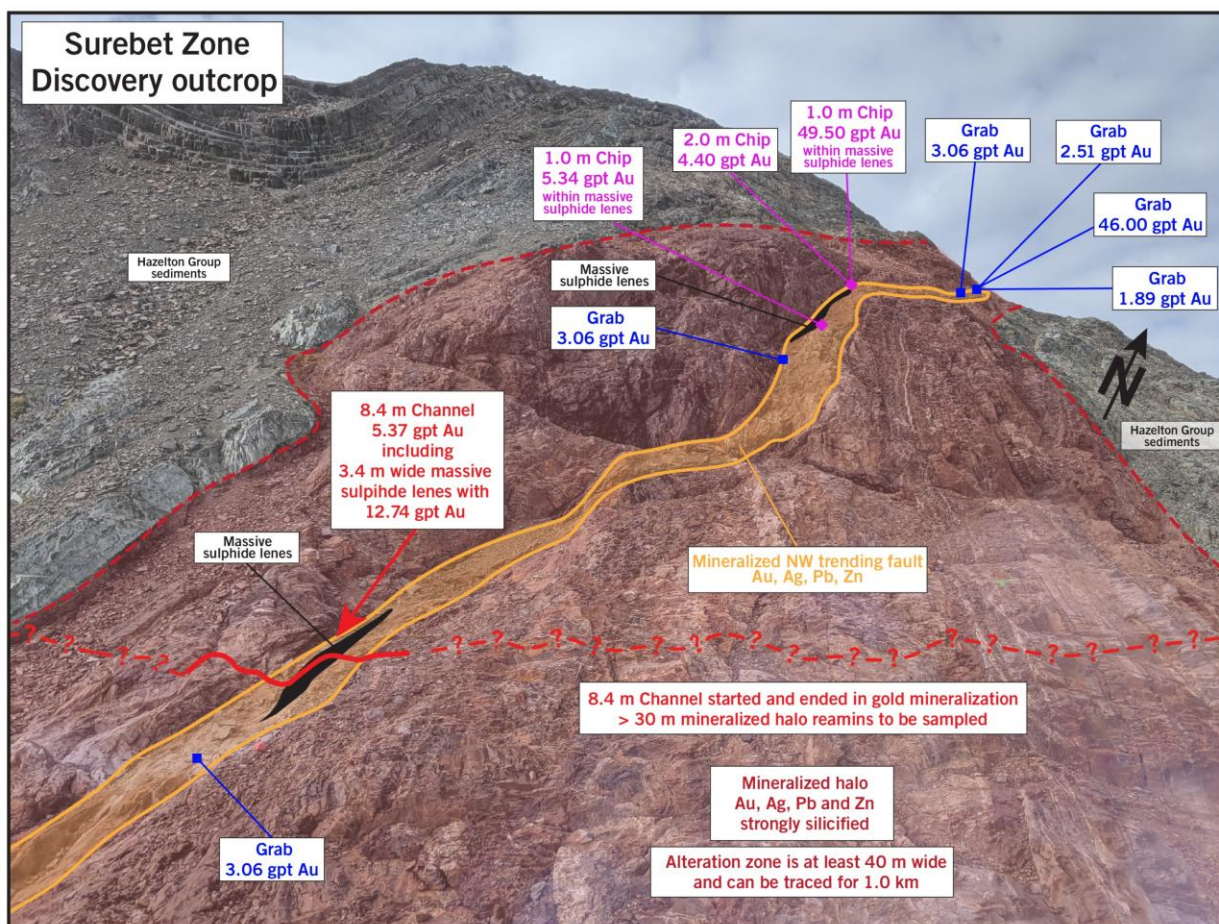 Surebet Zone
Discovery outcrop
1.0 m Chip
49.50 gpt Au
within massive
sulphide lenes
2.0 m Chip
4.40 gpt Au
Grab
3.06 gpt Au
Grab
2.51 gpt Au
1.0 m Chip
5.34 gpt Au
within massive
sulphide lenes
Grab
46.00 gpt Au
Hazelton Group
sediments
Massive
sulphide lenes
Grab
1.89 gpt Au
Grab
3.06 gpt Au
N
8.4 m Channel
5.37 gpt Au
including
3.4 m wide massive
sulpihde lenes with
12.74 gpt Au
Hazelton Group
sediments
Massive
sulphide lenes
Mineralized NW trending fault
Au, Ag, Pb, Zn
? ? ? ? ? ? ? ? ? ? ? ? ? ?
8.4 m Channel started and ended in gold mineralization
> 30 m mineralized halo reamins to be sampled
Mineralized halo
Au, Ag, Pb and Zn
strongly silicified
Grab
3.06 gpt Au
Alteration zone is at least 40 m wide
and can be traced for 1.0 km